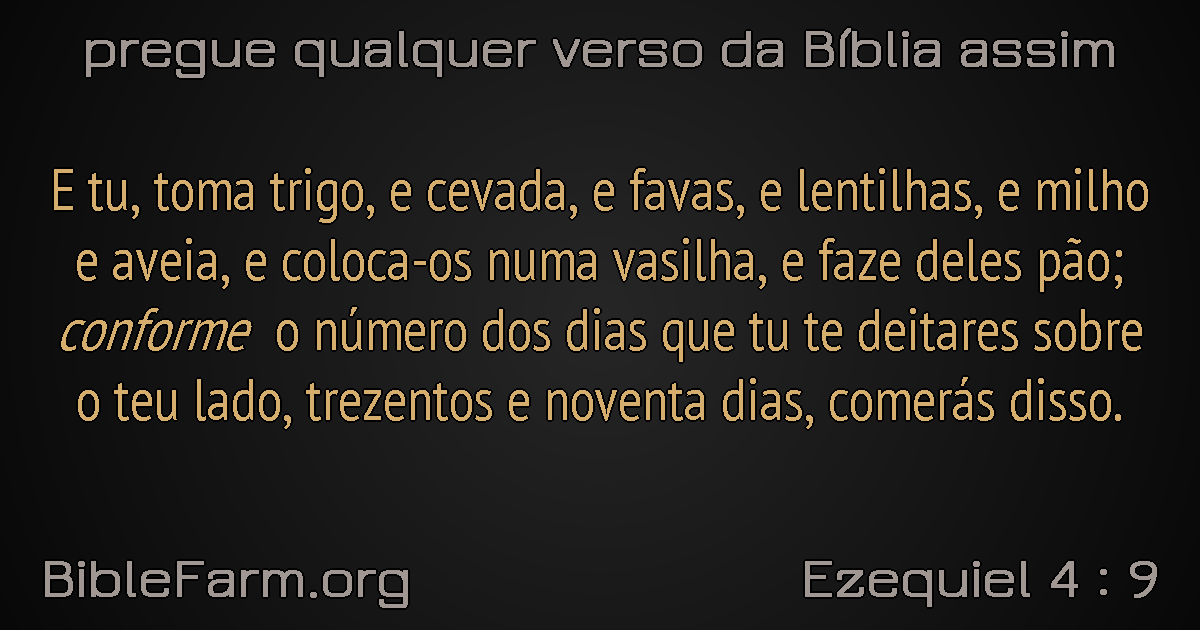 pregue qualquer verso da Bíblia assim
E tu, toma trigo, e cevada, e favas, e lentilhas, e milho
e aveia, e coloca-os numa vasilha, e faze deles pão;
conforme o número dos dias que tu te deitares sobre
o teu lado, trezentos e noventa dias, comerás disso.
BibleFarm.org
Ezequiel 4 : 9